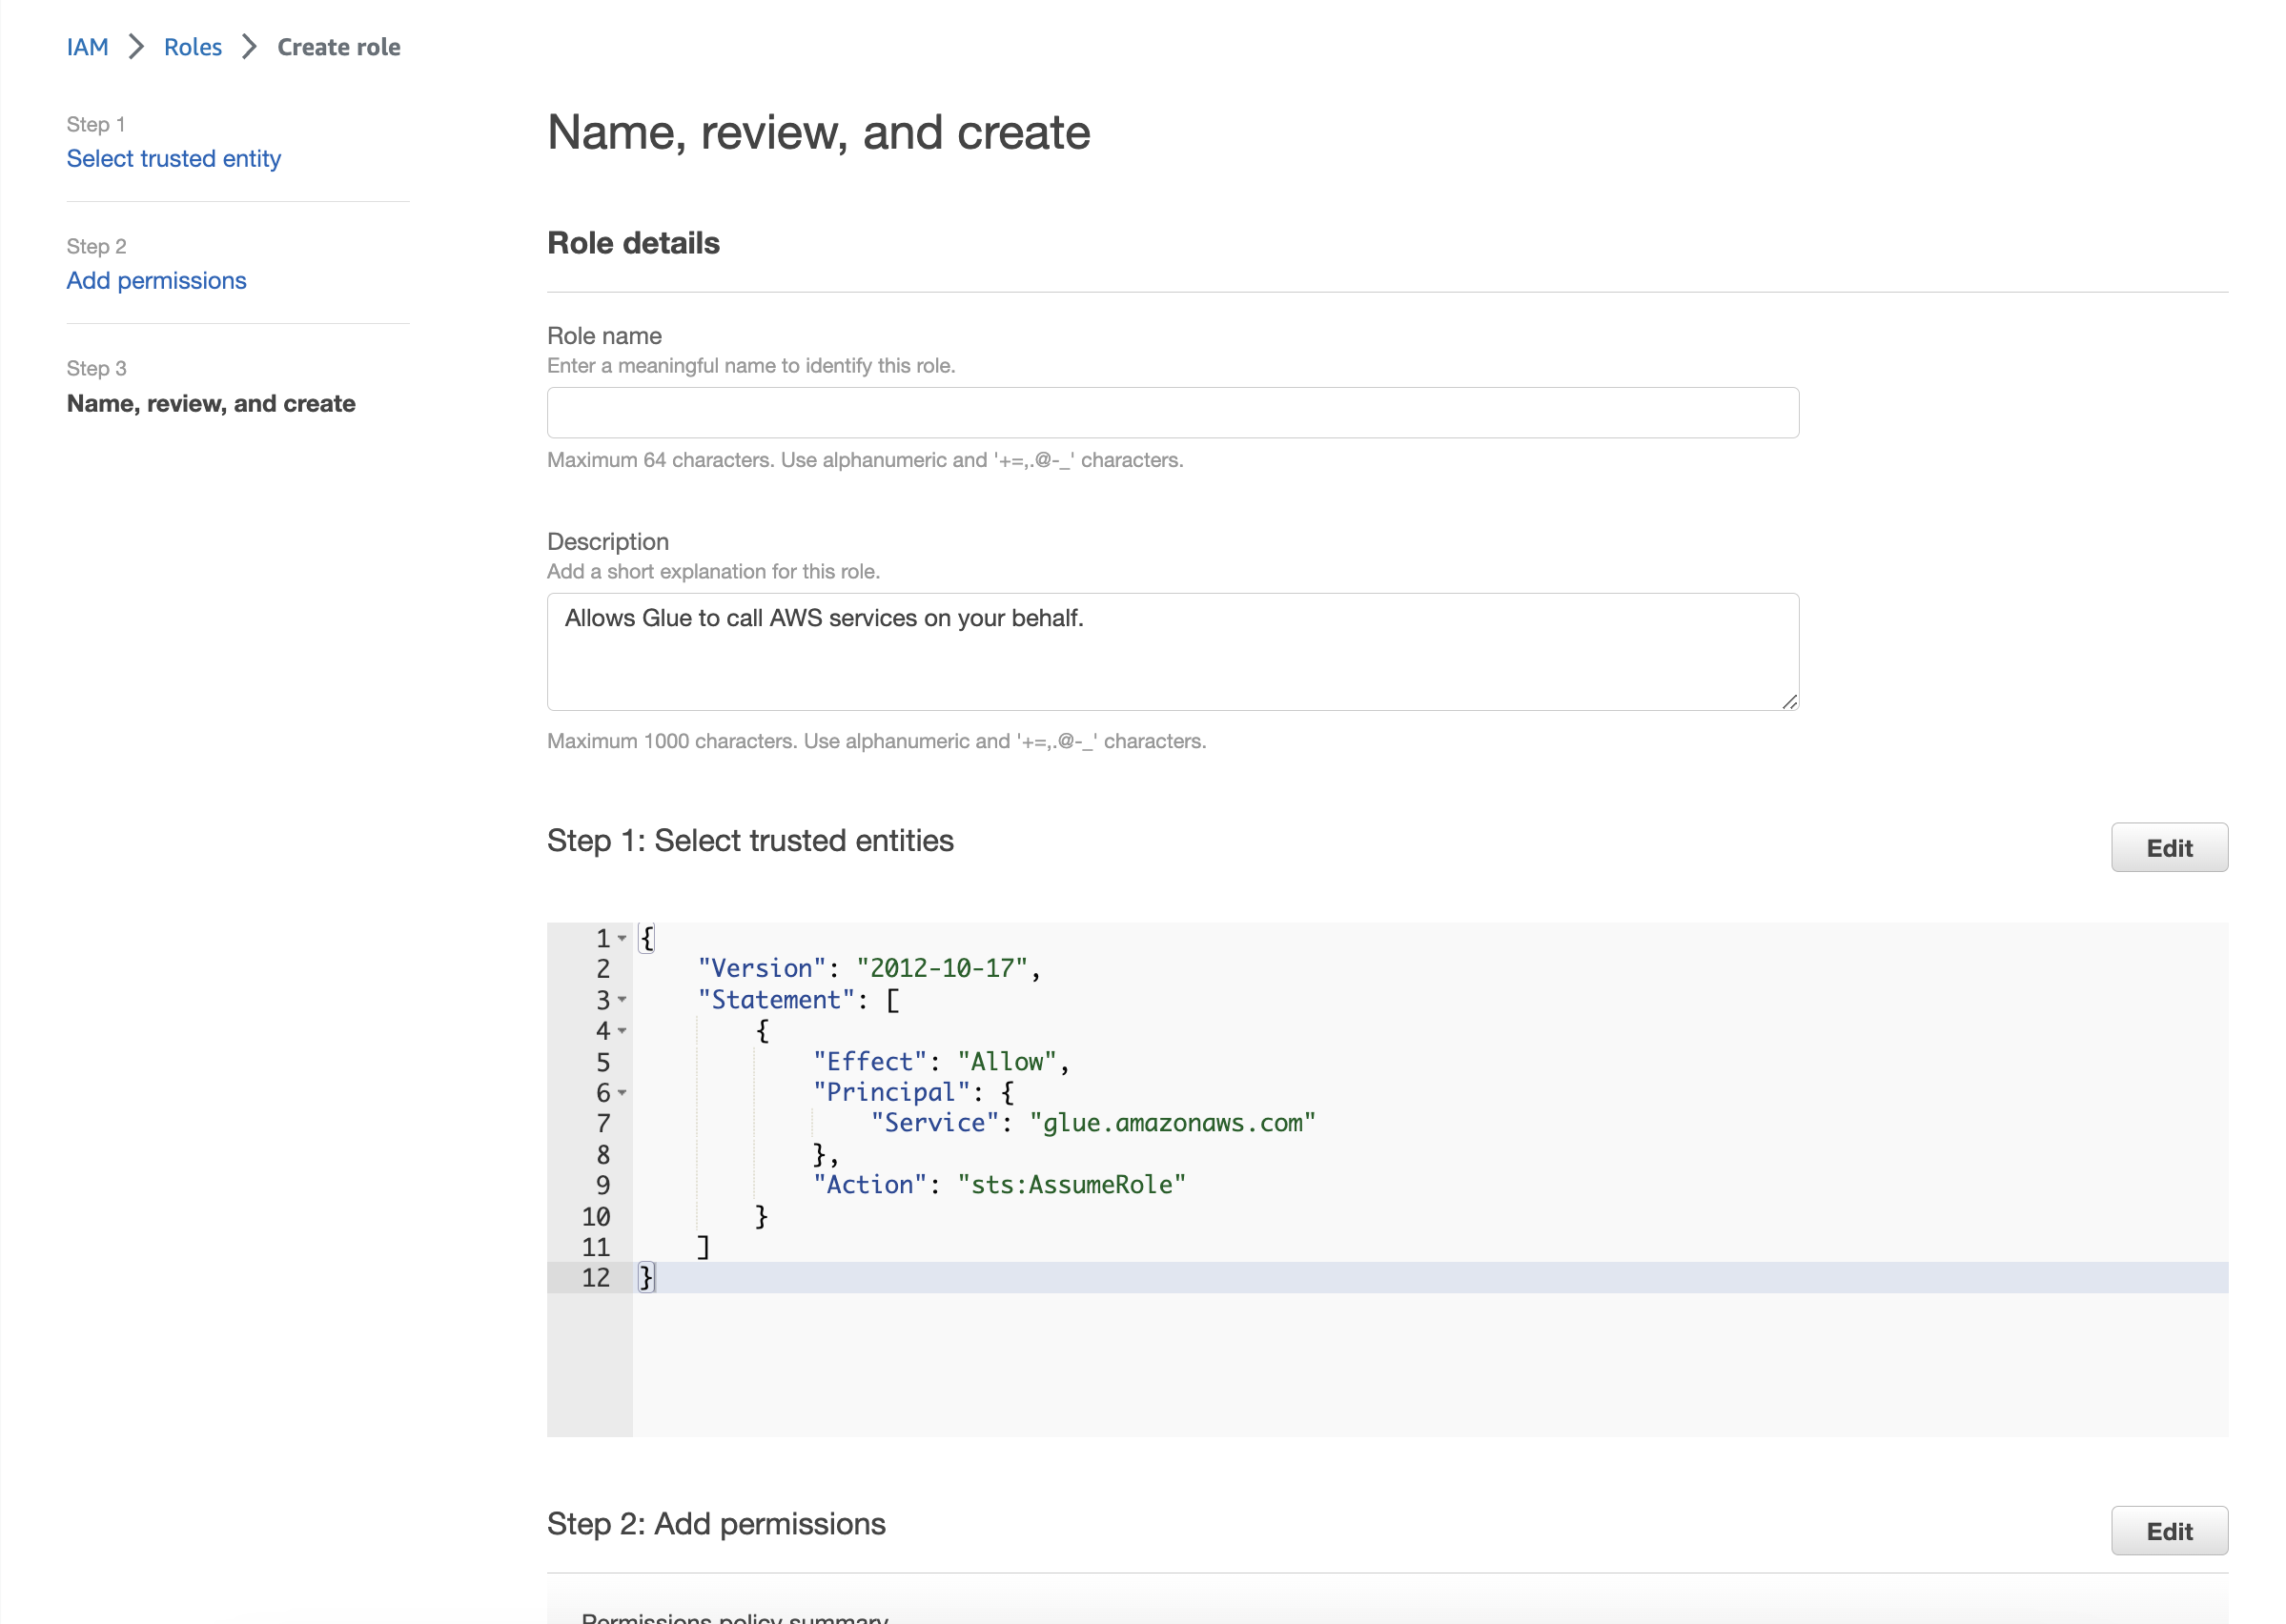 IAM > Roles > Create role
Step 1
Select trusted entity
Step 2
Add permissions
Step 3
Name, review, and create
Name, review, and create
Role details
Role name
Enter a meaningful name to identify this role.
Maximum 64 characters. Use alphanumeric and '+=,.@-_' characters.
Description
Add a short explanation for this role.
Allows Glue to call AWS services on your behalf.
Maximum 1000 characters. Use alphanumeric and '+=,.@-_' characters.
Step 1: Select trusted entities
Edit
1 {
2     "Version": "2012-10-17",
3     "Statement": [
4         {
5             "Effect": "Allow",
6             "Principal": {
7                 "Service": "glue.amazonaws.com"
8             },
9             "Action": "sts:AssumeRole"
10         }
11     ]
12 }
Step 2: Add permissions
Edit
Permissions policy summary